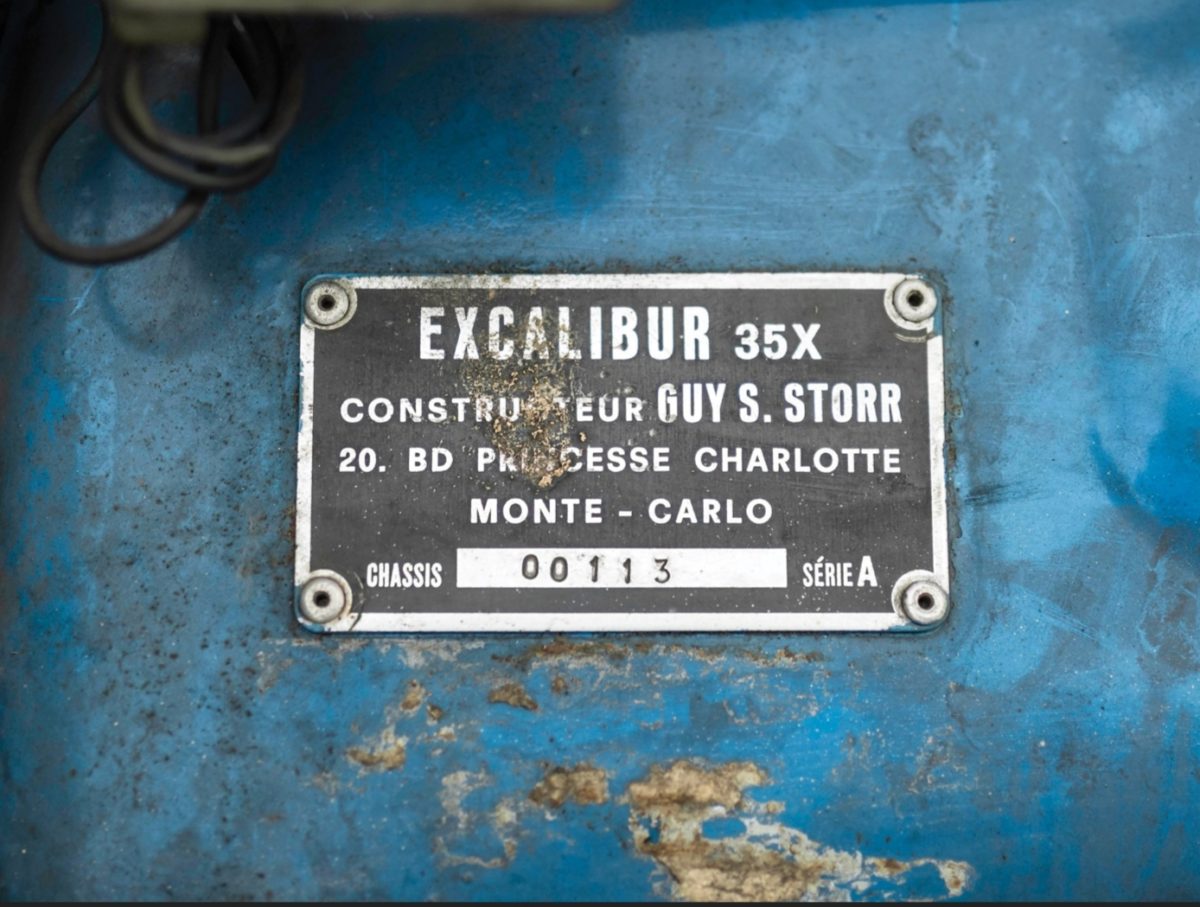 EXCALIBUR 35X
CONSTRUCTEUR GUY S. STORR
20. BD PRINCESSE CHARLOTTE
MONTE - CARLO
CHASSIS 00113 SÉRIE A